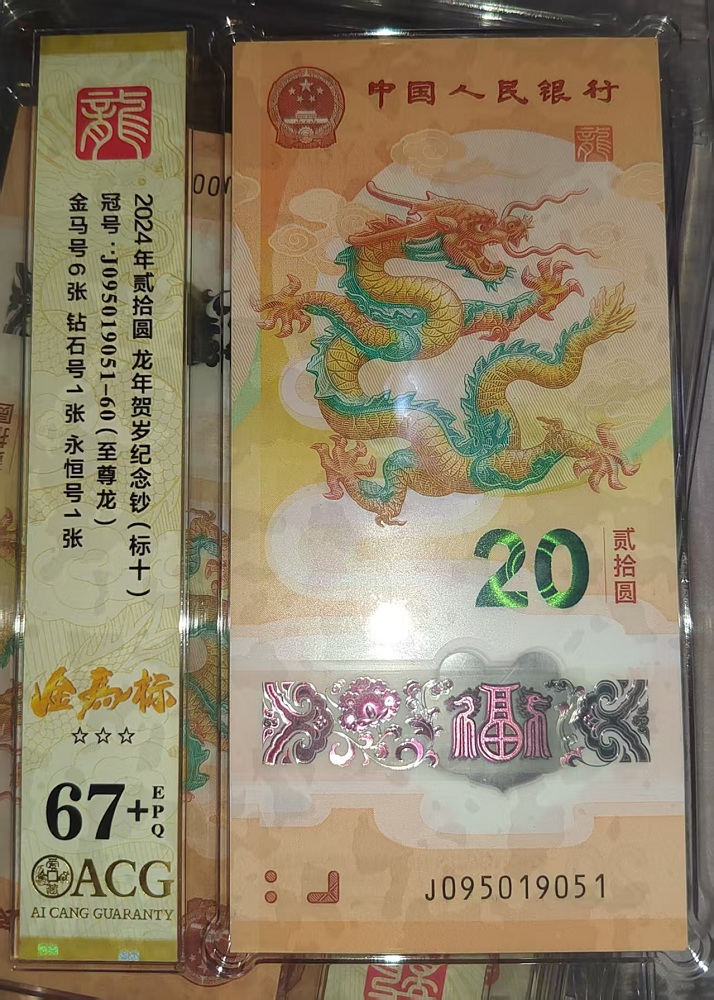 龍
2024年贰拾圆 龙年贺岁纪念钞(标十)
冠号:J095019051-60(至尊龙)
金马号6张 钻石号1张 永恒号1张
金马标
☆☆☆
67+
EPQ
ACG
AI CANG GUARANTY
中国人民银行
龍
20
贰拾圆
福
J095019051